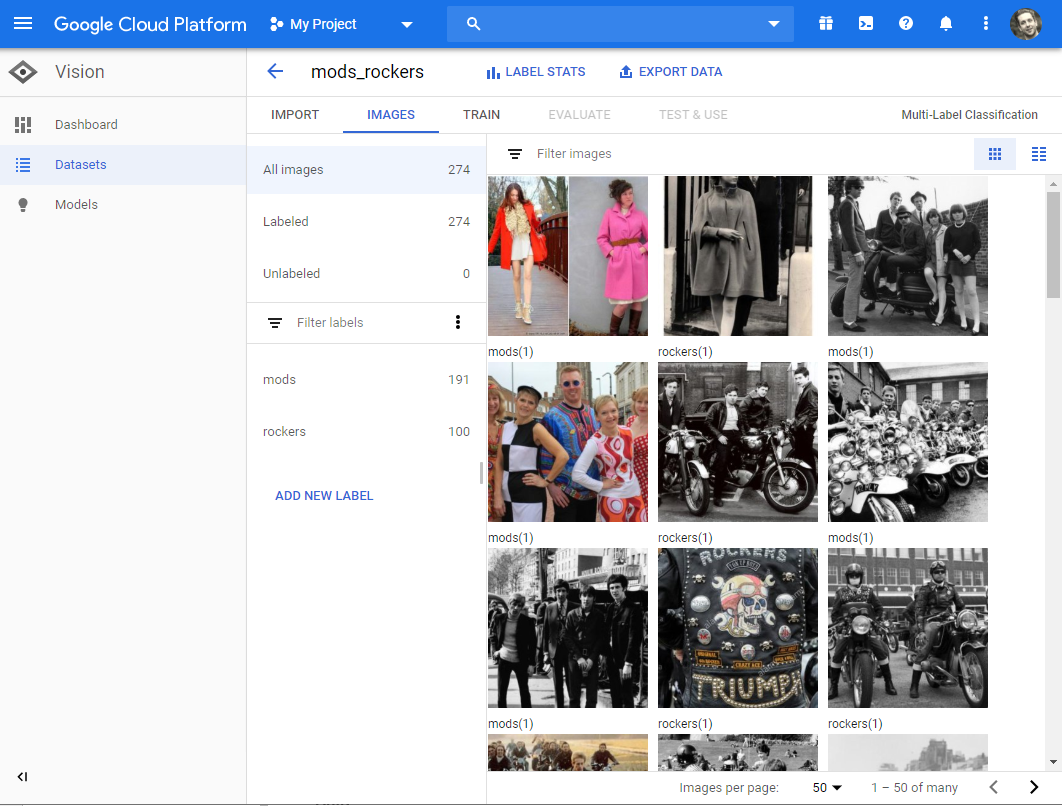 Google Cloud Platform My Project
Vision
mods_rockers LABEL STATS EXPORT DATA
IMPORT IMAGES TRAIN EVALUATE TEST & USE Multi-Label Classification
Dashboard
Datasets
Models
All images 274
Labeled 274
Unlabeled 0
Filter labels
mods 191
rockers 100
ADD NEW LABEL
Filter images
mods(1) rockers(1) mods(1)
mods(1) rockers(1) mods(1)
ROCKERS
TRIUMPH
mods(1) rockers(1) rockers(1)
Images per page: 50 1 – 50 of many